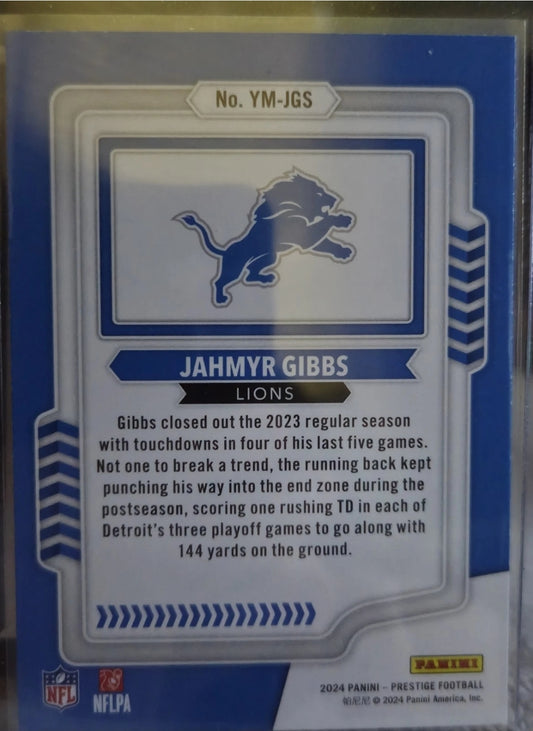 No. YM-JGS
JAHMYR GIBBS
LIONS
Gibbs closed out the 2023 regular season
with touchdowns in four of his last five games.
Not one to break a trend, the running back kept
punching his way into the end zone during the
postseason, scoring one rushing TD in each of
Detroit's three playoff games to go along with
144 yards on the ground.
PANINI
NFL
NFLPA
2024 PANINI – PRESTIGE FOOTBALL
帕尼尼 © 2024 Panini America, Inc.